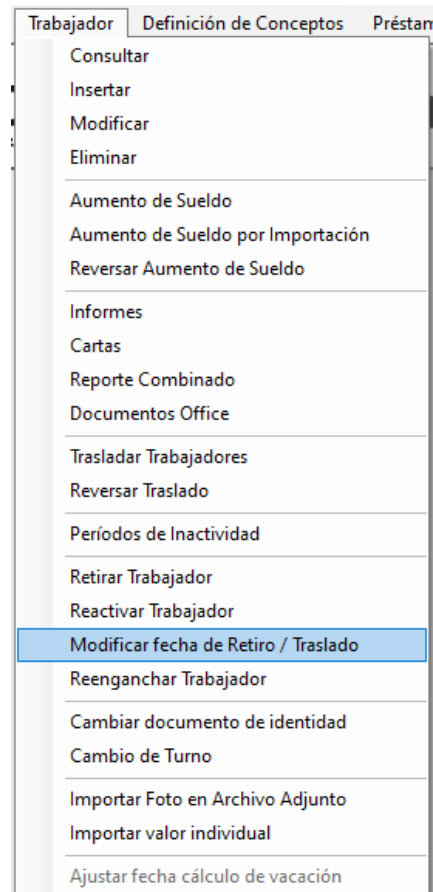 Trabajador Definición de Conceptos Préstam
Consultar
Insertar
Modificar
Eliminar
Aumento de Sueldo
Aumento de Sueldo por Importación
Reversar Aumento de Sueldo
Informes
Cartas
Reporte Combinado
Documentos Office
Trasladar Trabajadores
Reversar Traslado
Períodos de Inactividad
Retirar Trabajador
Reactivar Trabajador
Modificar fecha de Retiro / Traslado
Reenganchar Trabajador
Cambiar documento de identidad
Cambio de Turno
Importar Foto en Archivo Adjunto
Importar valor individual
Ajustar fecha cálculo de vacación